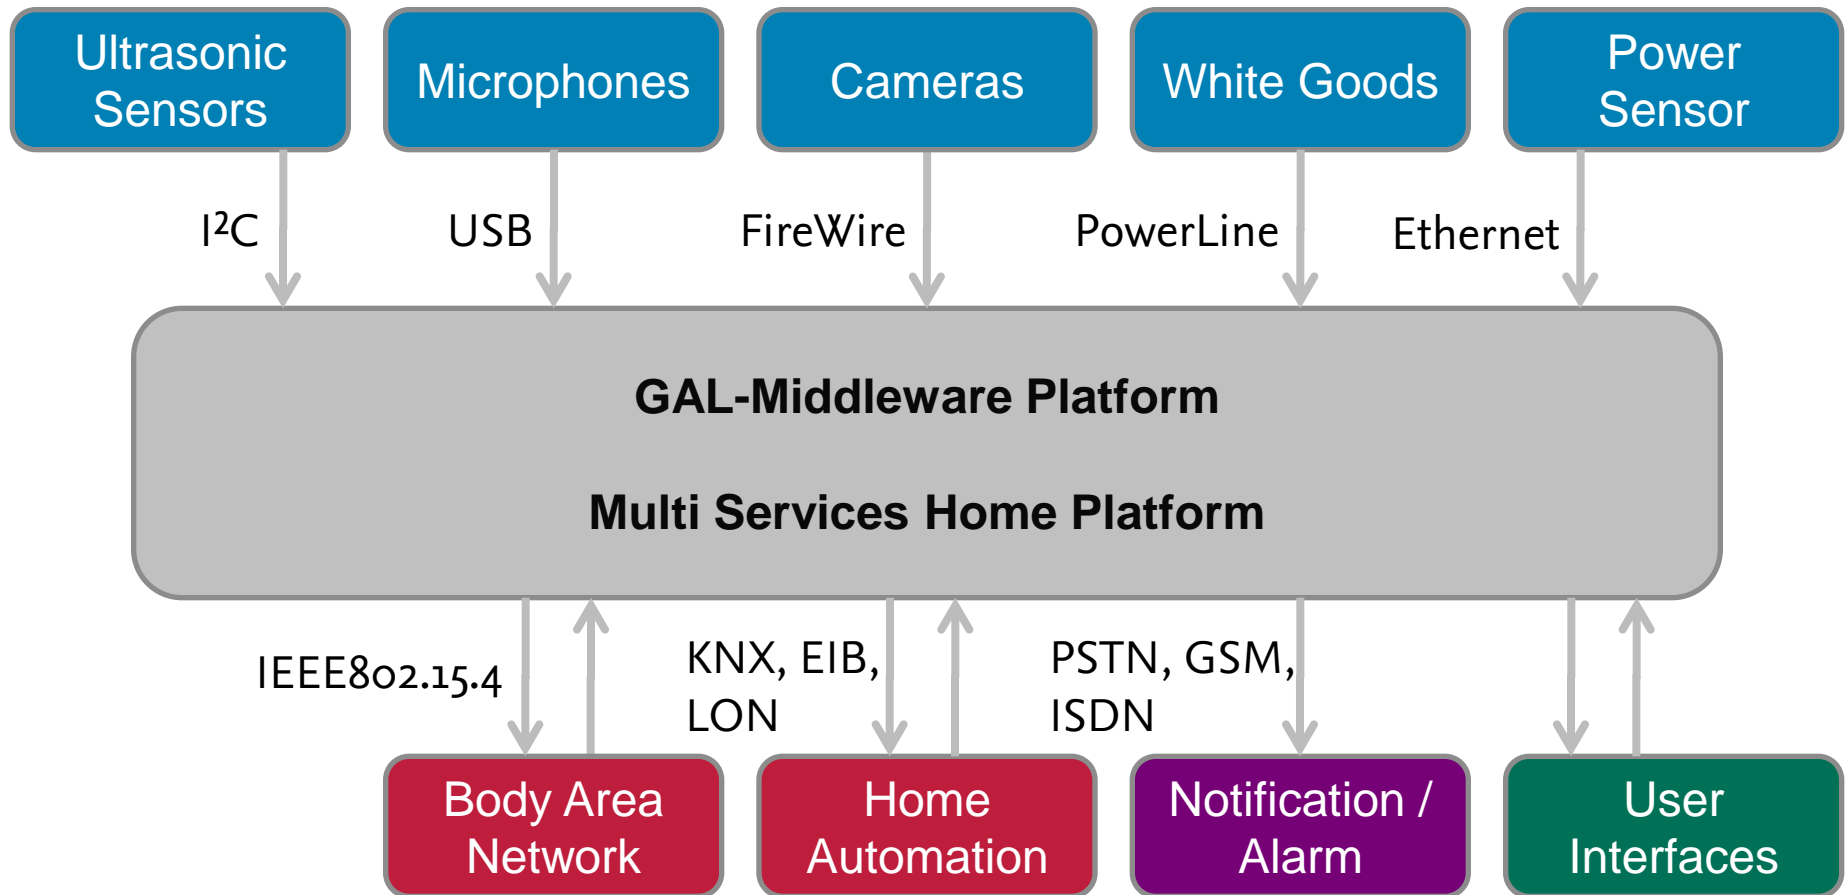 Ultrasonic
Sensors
Microphones
Cameras
White Goods
Power
Sensor
I²C
USB
FireWire
PowerLine
Ethernet
GAL-Middleware Platform
Multi Services Home Platform
IEEE802.15.4
KNX, EIB,
LON
PSTN, GSM,
ISDN
Body Area
Network
Home
Automation
Notification /
Alarm
User
Interfaces